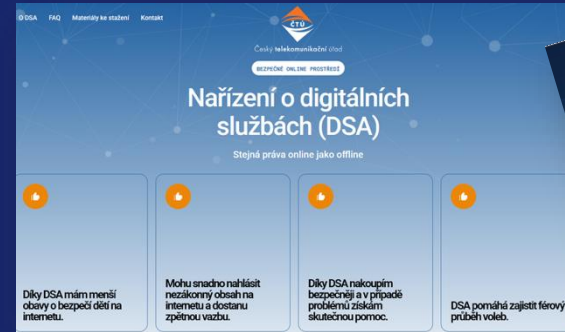 O DSA FAQ Materiály ke stažení Kontakt
ČTÚ
Český telekomunikační úřad
BEZPEČNÉ ONLINE PROSTŘEDÍ
Nařízení o digitálních
službách (DSA)
Stejná práva online jako offline
Díky DSA mám menší
obavy o bezpečí dětí na
internetu.
Mohu snadno nahlásit
nezákonný obsah na
internetu a dostanu
zpětnou vazbu.
Díky DSA nakoupím
bezpečněji a v případě
problémů získám
skutečnou pomoc.
DSA pomáhá zajistit férový
průběh voleb.